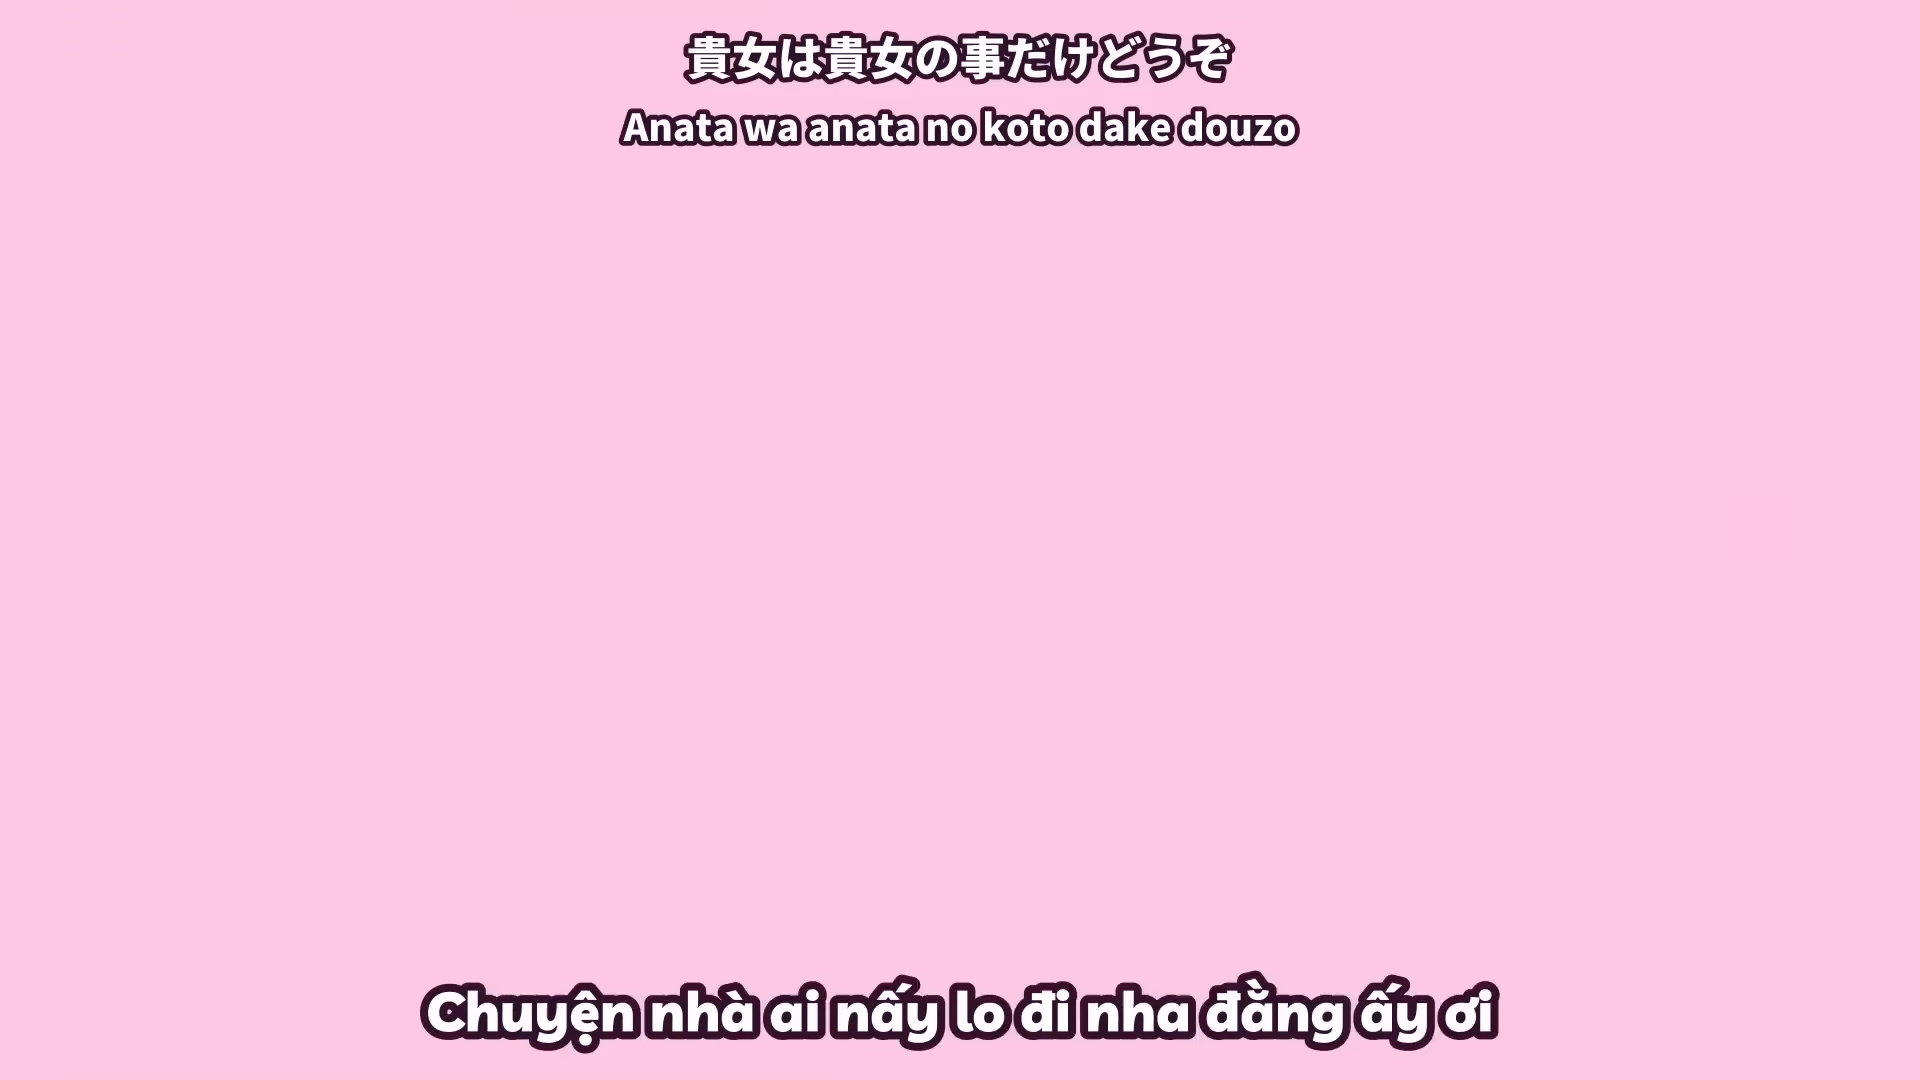 貴女は貴女の事だけどうぞ
Anata wa anata no koto dake douzo
Chuyện nhà ai nấy lo đi nha đằng ấy ơi